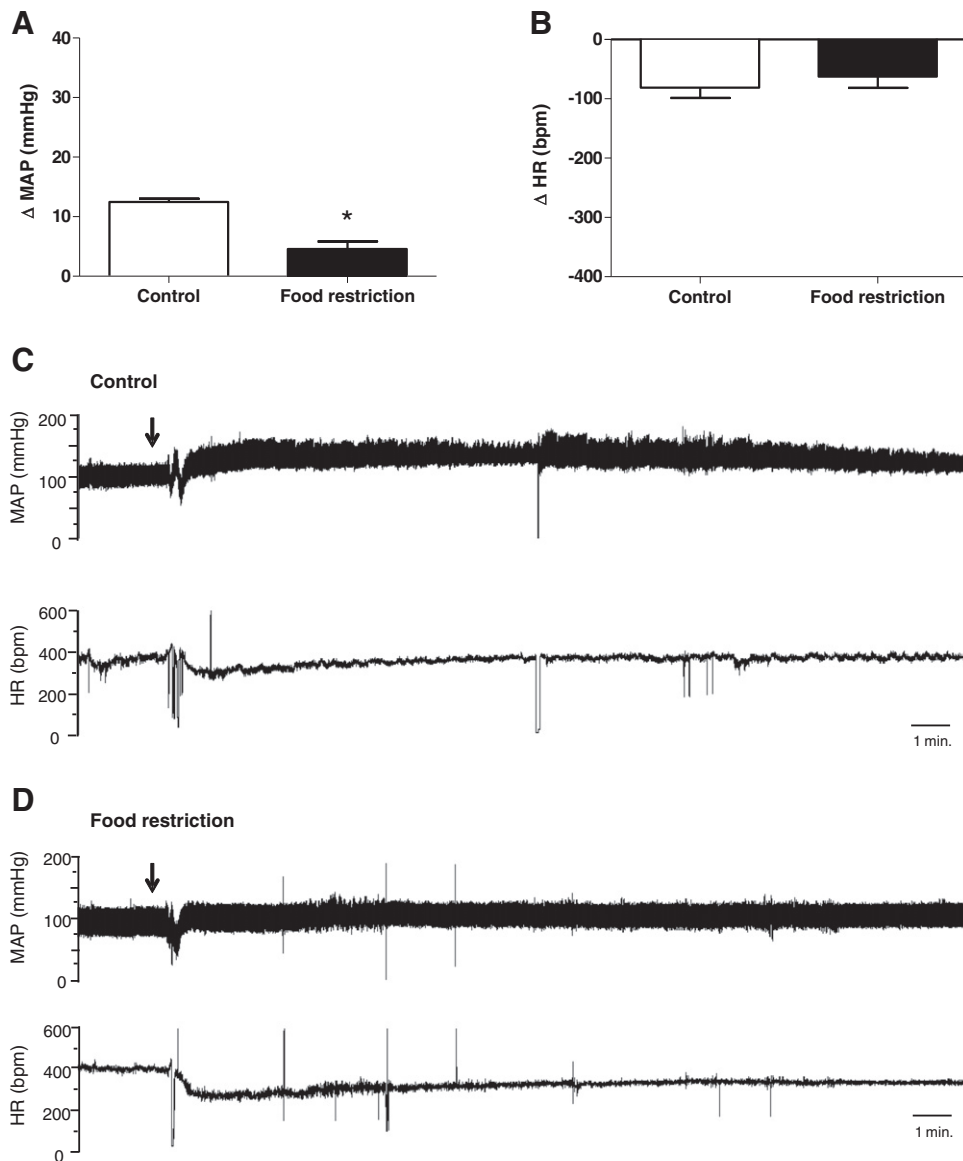 A
40
30
20
10
0
Δ MAP (mmHg)
*
Control
Food restriction
B
0
-100
-200
-300
-400
Δ HR (bpm)
Control
Food restriction
C
Control
200
100
0
MAP (mmHg)
600
400
200
0
HR (bpm)
1 min.
D
Food restriction
200
100
0
MAP (mmHg)
600
400
200
0
HR (bpm)
1 min.